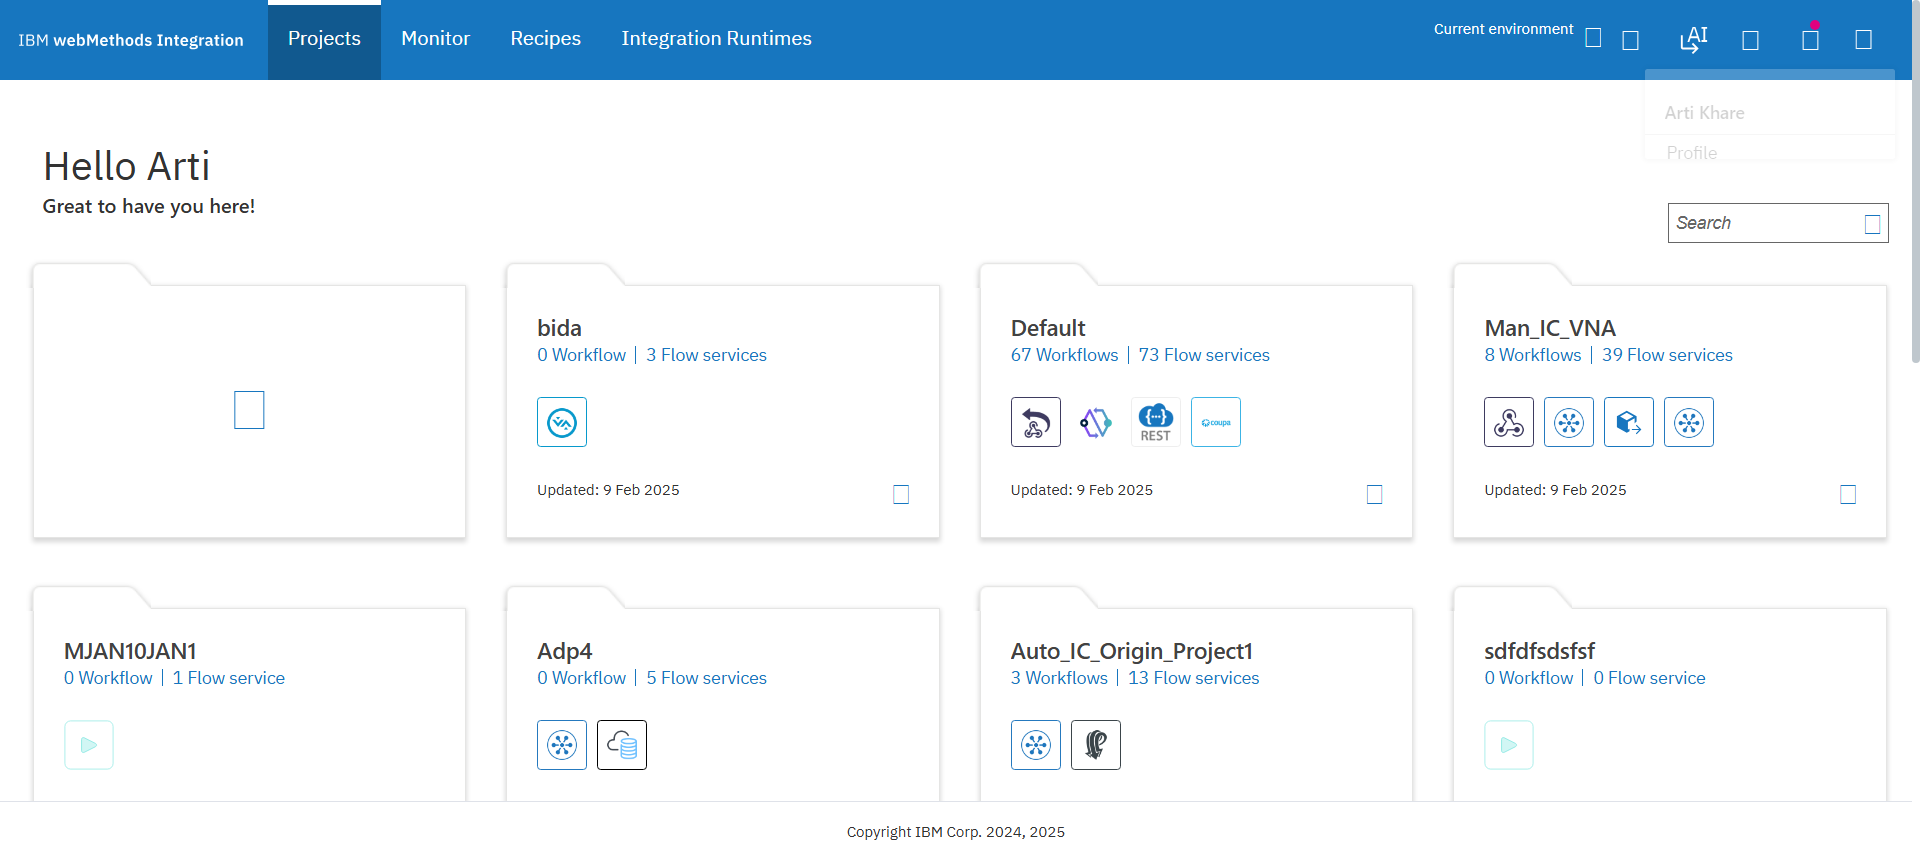 IBM webMethods Integration
Projects
Monitor
Recipes
Integration Runtimes
Current environment
AI
Arti Khare
Profile
Hello Arti
Great to have you here!
Search
bida
0 Workflow | 3 Flow services
Updated: 9 Feb 2025
Default
67 Workflows | 73 Flow services
REST
coupa
Updated: 9 Feb 2025
Man_IC_VNA
8 Workflows | 39 Flow services
Updated: 9 Feb 2025
MJAN10JAN1
0 Workflow | 1 Flow service
Adp4
0 Workflow | 5 Flow services
Auto_IC_Origin_Project1
3 Workflows | 13 Flow services
sdfdfsdsfsf
0 Workflow | 0 Flow service
Copyright IBM Corp. 2024, 2025